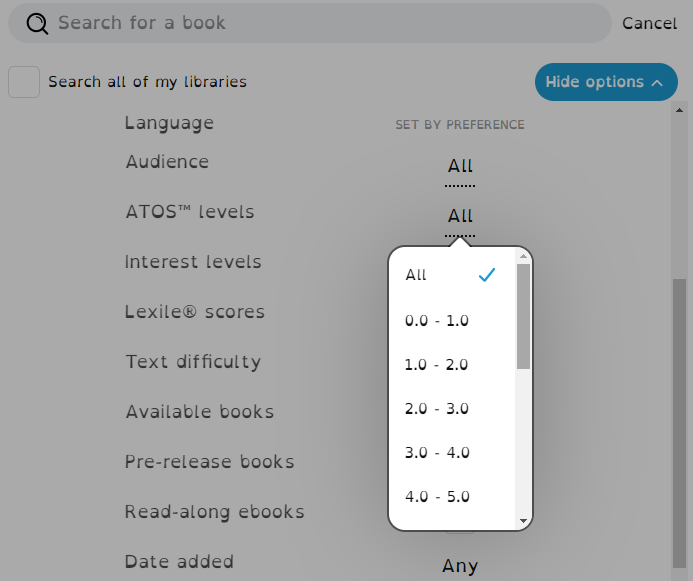 Search for a book
Cancel
Search all of my libraries
Hide options
Language
SET BY PREFERENCE
Audience
All
ATOS™ levels
All
Interest levels
All
0.0 - 1.0
Lexile® scores
1.0 - 2.0
Text difficulty
2.0 - 3.0
Available books
3.0 - 4.0
Pre-release books
4.0 - 5.0
Read-along ebooks
Date added
Any